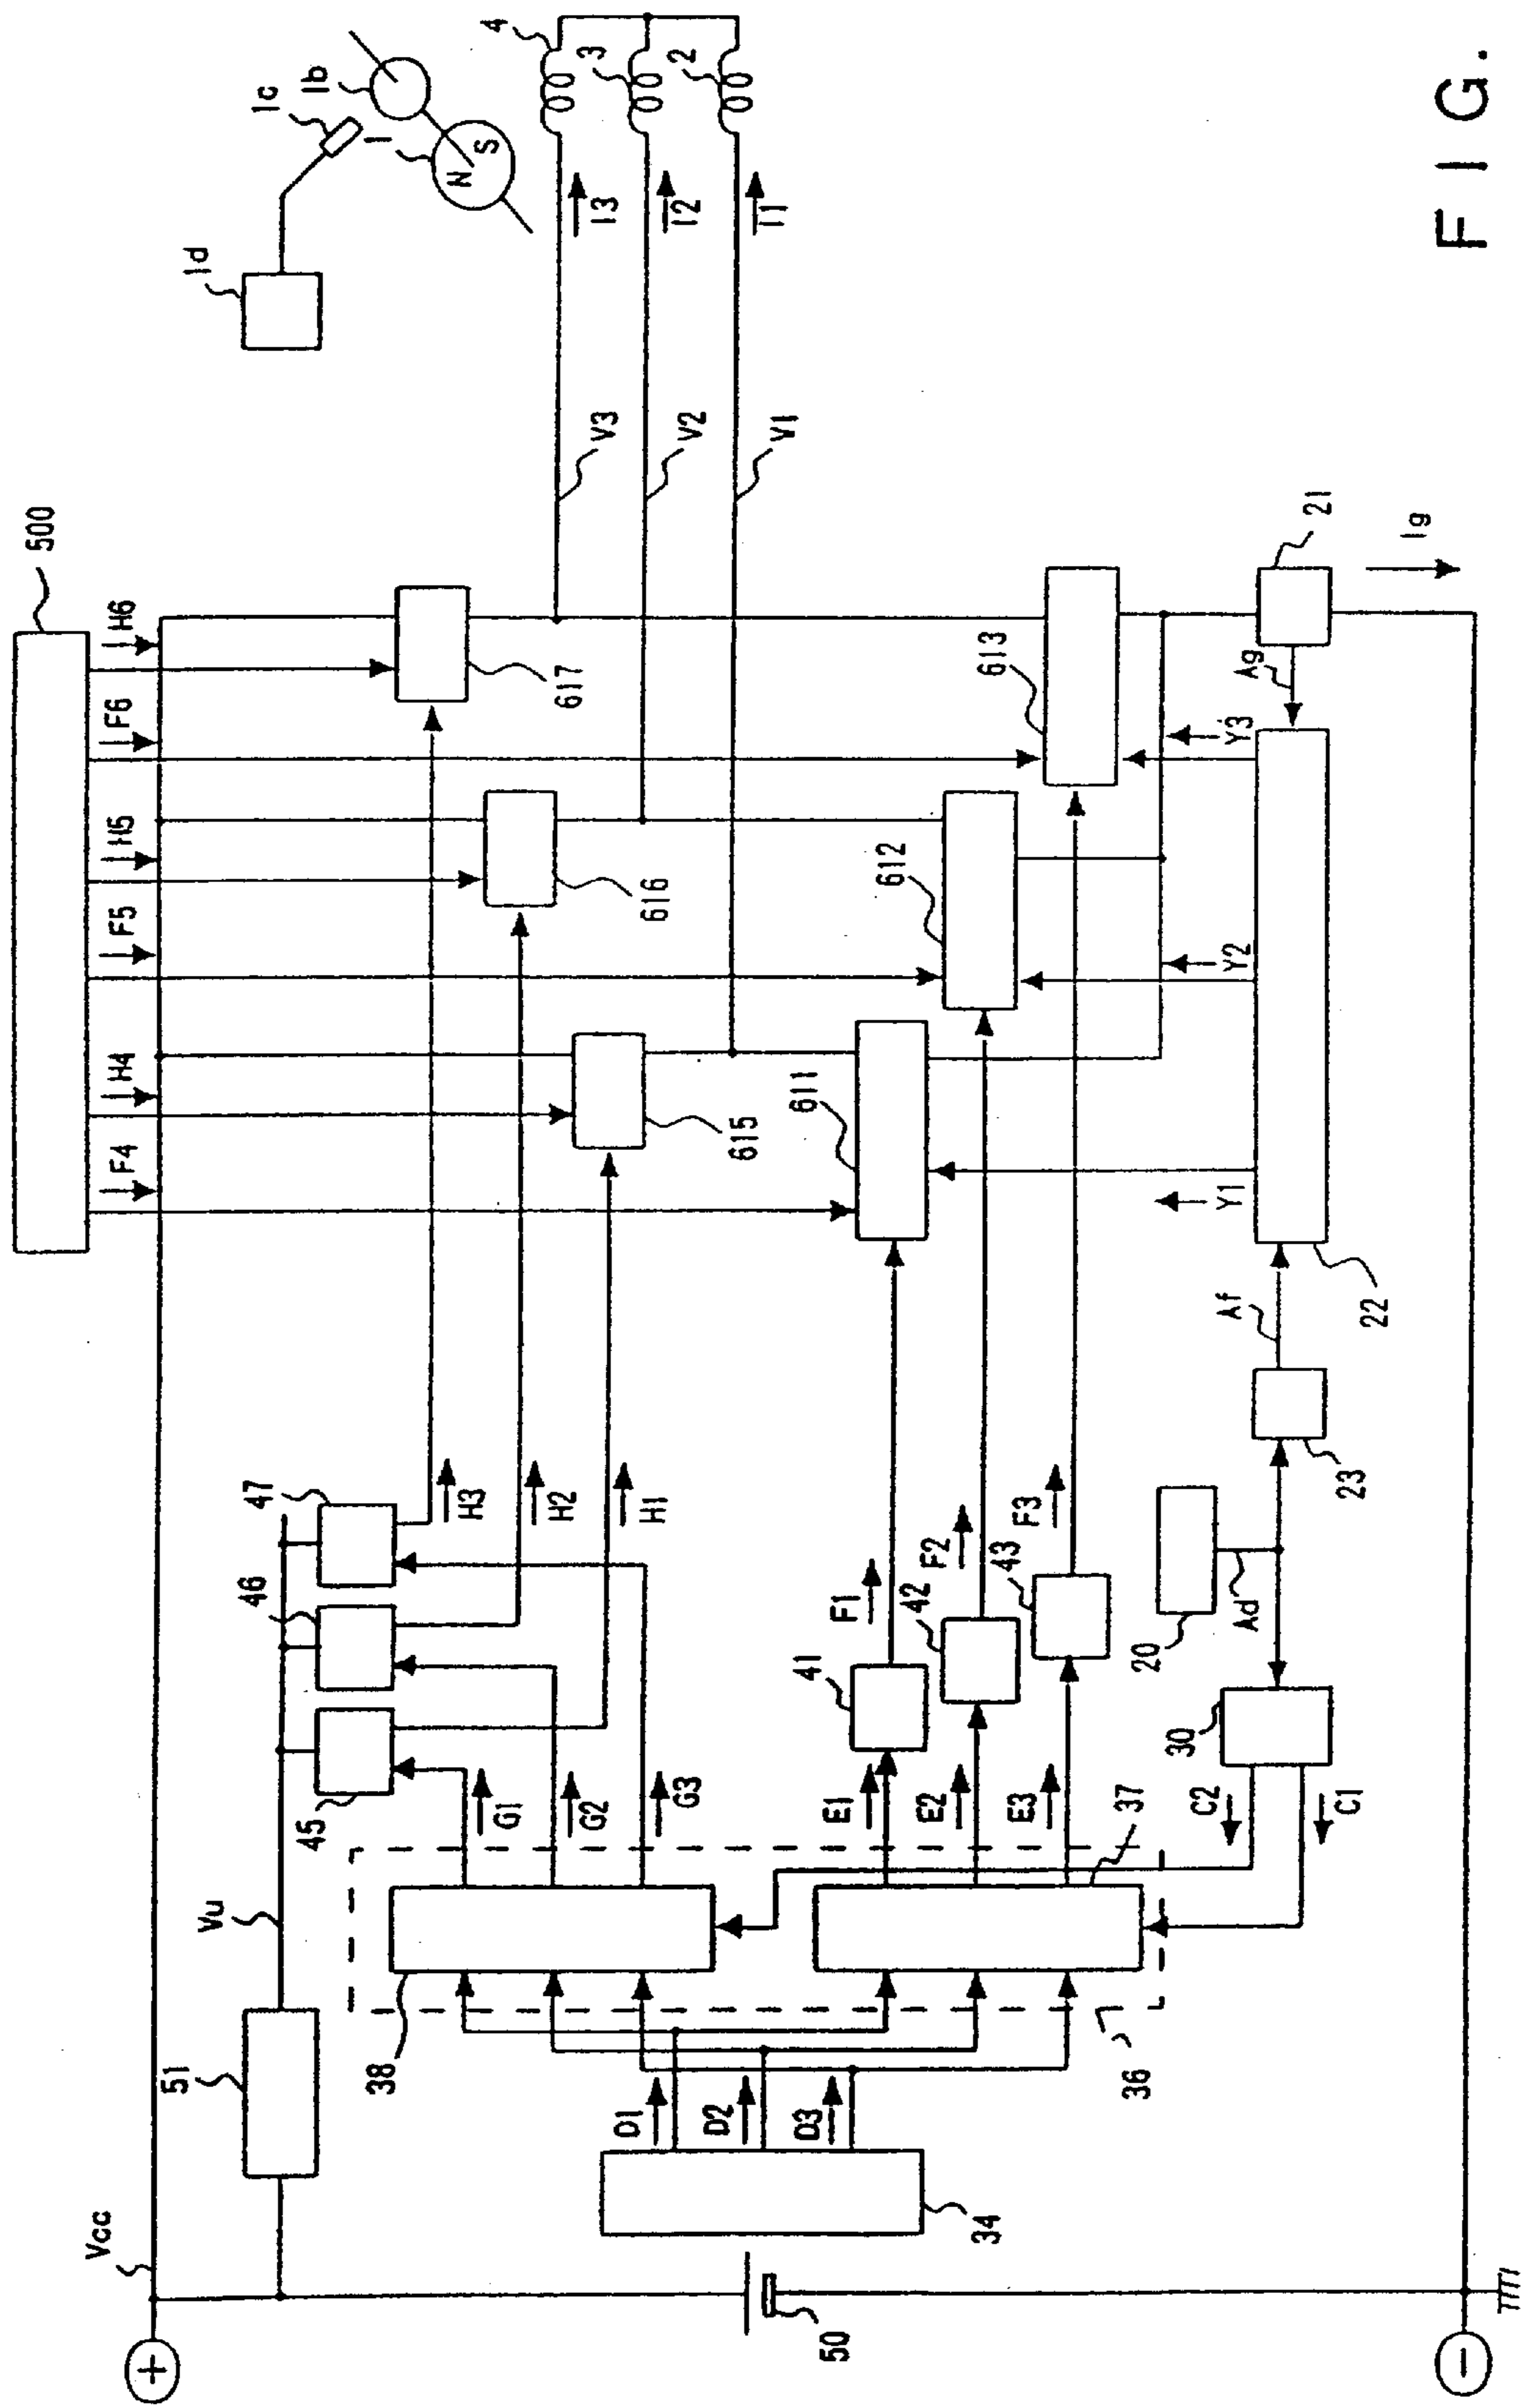 500
F4
H4
F5
H5
F6
H6
1d
1c
1b
1
N
S
4
3
2
I3
I2
I1
V3
V2
V1
617
616
615
611
612
613
21
Ig
Ag
Y1
Y2
Y3
22
Af
23
20
Ad
30
C2
C1
Vcc
51
Vu
45
46
47
H3
H2
H1
G1
G2
G3
38
E1
E2
E3
37
36
41
42
43
F1
F2
F3
D1
D2
D3
34
50
+
−
FIG.